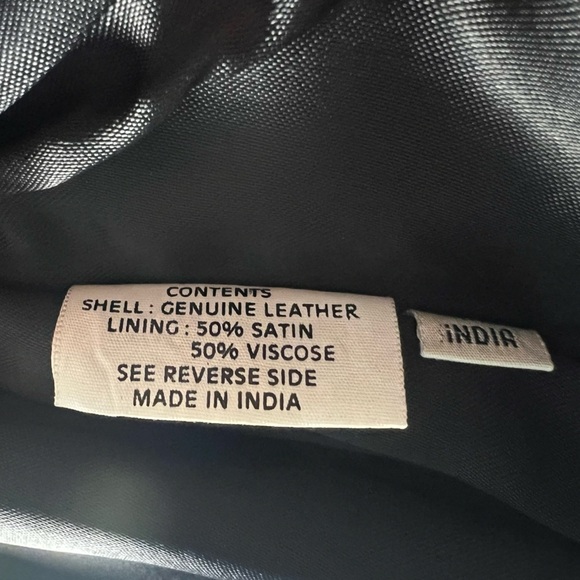 CONTENTS
SHELL : GENUINE LEATHER
LINING : 50% SATIN
50% VISCOSE
SEE REVERSE SIDE
MADE IN INDIA
INDIA